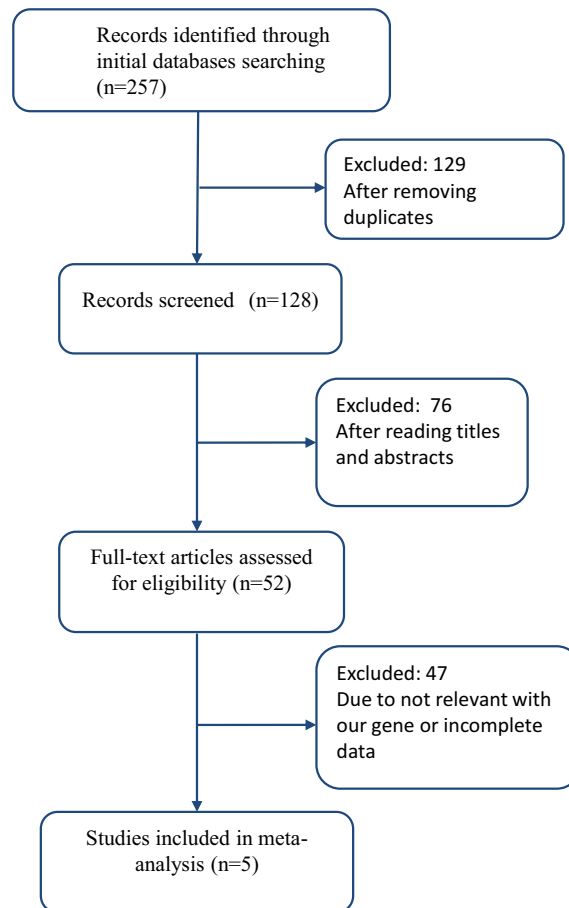 Records identified through
initial databases searching
(n=257)
Excluded: 129
After removing
duplicates
Records screened (n=128)
Excluded: 76
After reading titles
and abstracts
Full-text articles assessed
for eligibility (n=52)
Excluded: 47
Due to not relevant with
our gene or incomplete
data
Studies included in meta-
analysis (n=5)